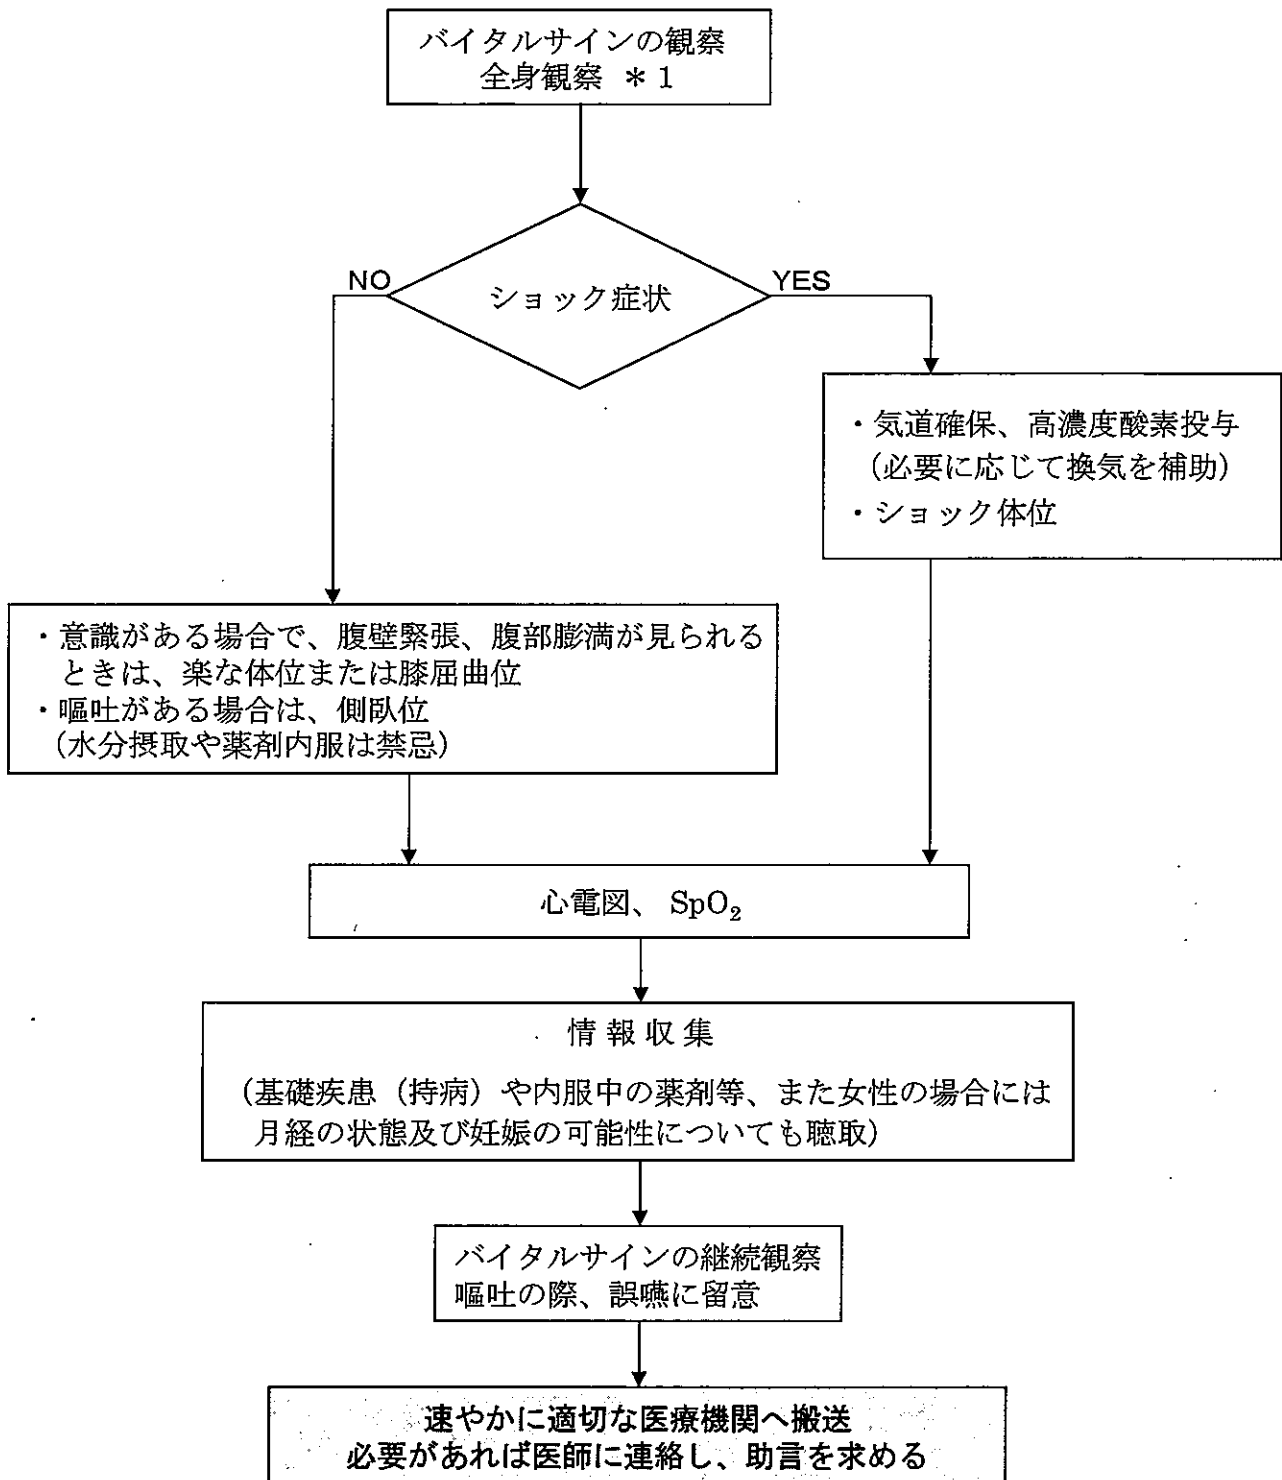 バイタルサインの観察
全身観察 ＊1
ショック症状
NO
YES
・気道確保、高濃度酸素投与
（必要に応じて換気を補助）
・ショック体位
・意識がある場合で、腹壁緊張、腹部膨満が見られる
ときは、楽な体位または膝屈曲位
・嘔吐がある場合は、側臥位
（水分摂取や薬剤内服は禁忌）
心電図、 SpO₂
情報収集
（基礎疾患（持病）や内服中の薬剤等、また女性の場合には
月経の状態及び妊娠の可能性についても聴取）
バイタルサインの継続観察
嘔吐の際、誤嚥に留意
速やかに適切な医療機関へ搬送
必要があれば医師に連絡し、助言を求める